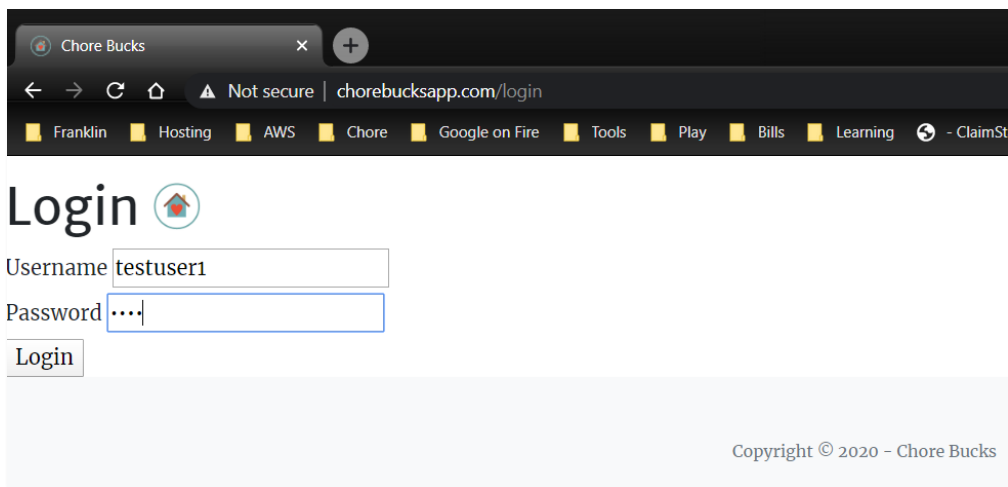 Chore Bucks
Not secure | chorebucksapp.com/login
Franklin Hosting AWS Chore Google on Fire Tools Play Bills Learning - ClaimSt
Login
Username testuser1
Password ····
Login
Copyright © 2020 - Chore Bucks